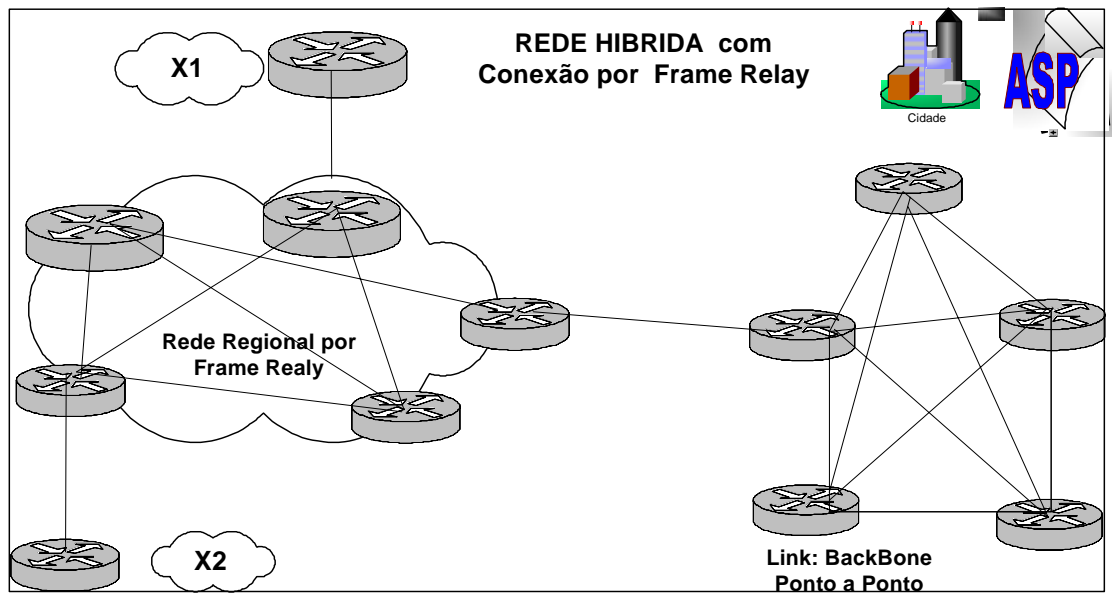 X1
REDE HIBRIDA com
Conexão por Frame Relay
Cidade
ASP
Rede Regional por
Frame Realy
X2
Link: BackBone
Ponto a Ponto